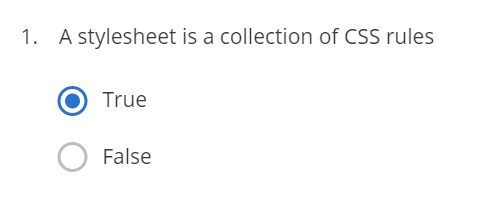 1. A stylesheet is a collection of CSS rules
True
False